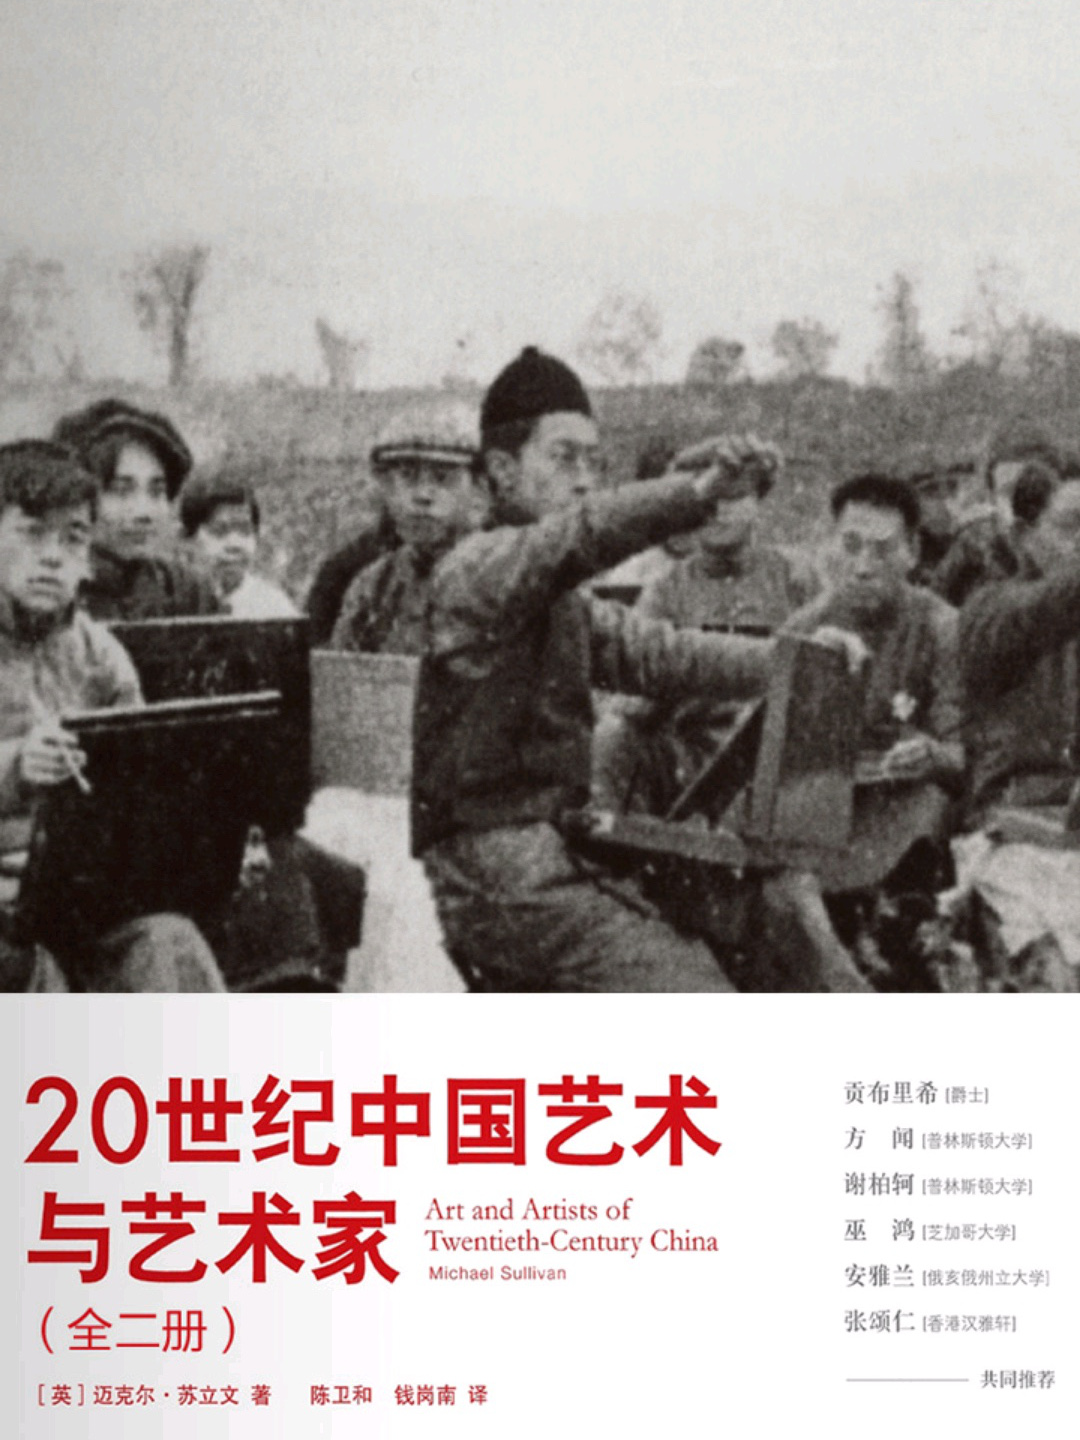 20世纪中国艺术
与艺术家
Art and Artists of
Twentieth-Century China
Michael Sullivan
（全二册）
［英］迈克尔·苏立文 著 陈卫和 钱岗南 译
贡布里希 [爵士]
方 闻 [普林斯顿大学]
谢柏轲 [普林斯顿大学]
巫 鸿 [芝加哥大学]
安雅兰 [俄亥俄州立大学]
张颂仁 [香港汉雅轩]
共同推荐